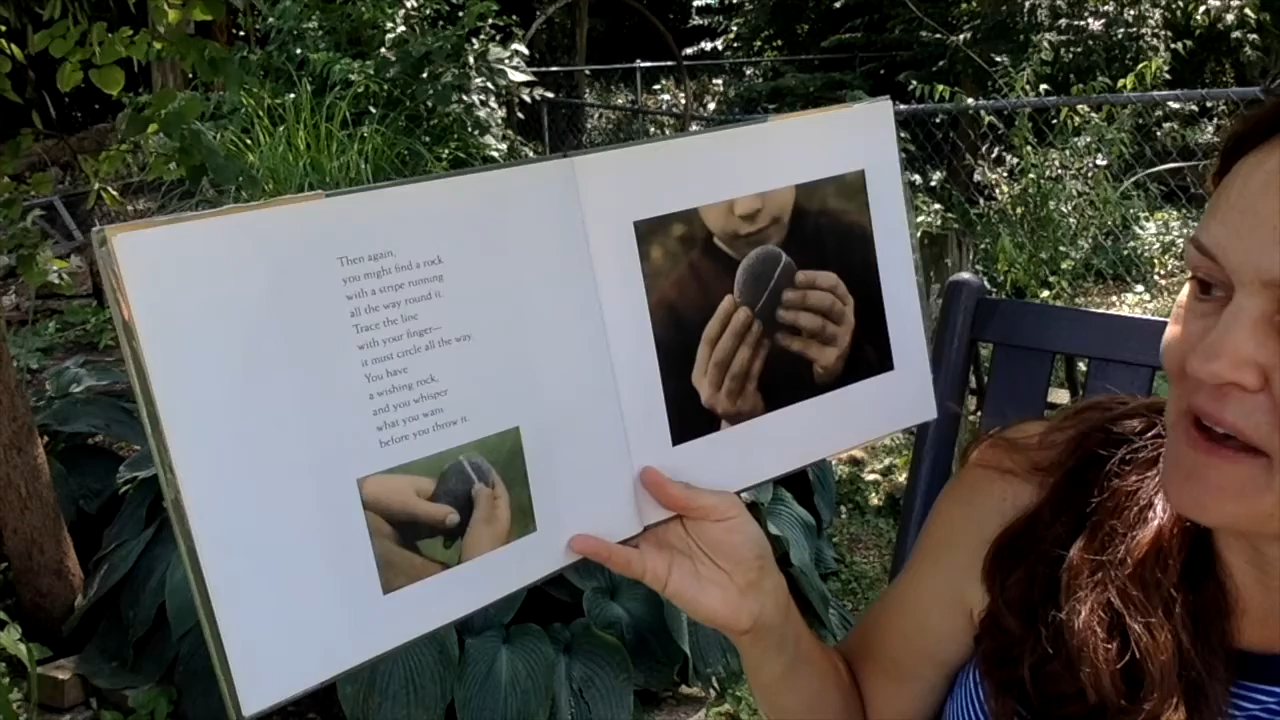 Then again,
you might find a rock
with a stripe running
all the way round it.
Trace the line
with your finger—
it must circle all the way.
You have
a wishing rock,
and you whisper
what you want
before you throw it.